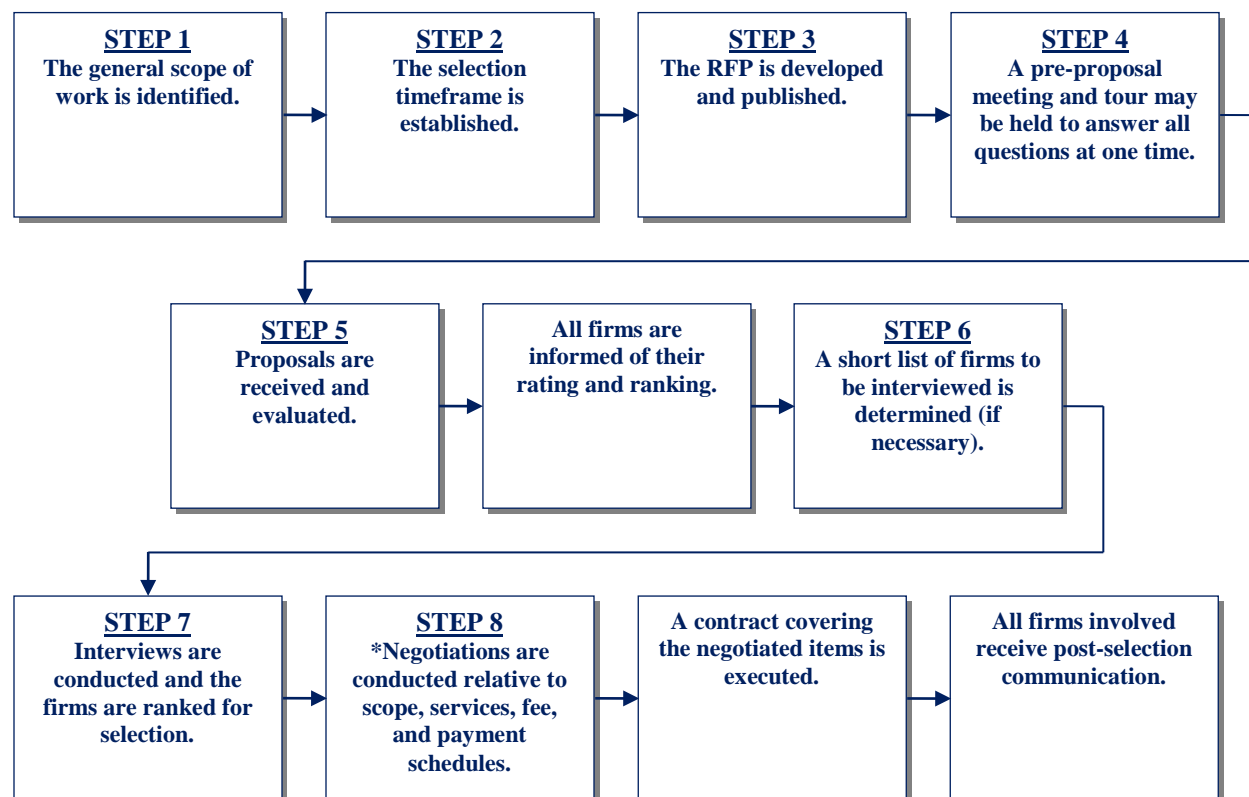 STEP 1
The general scope of
work is identified.
STEP 2
The selection
timeframe is
established.
STEP 3
The RFP is developed
and published.
STEP 4
A pre-proposal
meeting and tour may
be held to answer all
questions at one time.
STEP 5
Proposals are
received and
evaluated.
All firms are
informed of their
rating and ranking.
STEP 6
A short list of firms to
be interviewed is
determined (if
necessary).
STEP 7
Interviews are
conducted and the
firms are ranked for
selection.
STEP 8
*Negotiations are
conducted relative to
scope, services, fee,
and payment
schedules.
A contract covering
the negotiated items is
executed.
All firms involved
receive post-selection
communication.